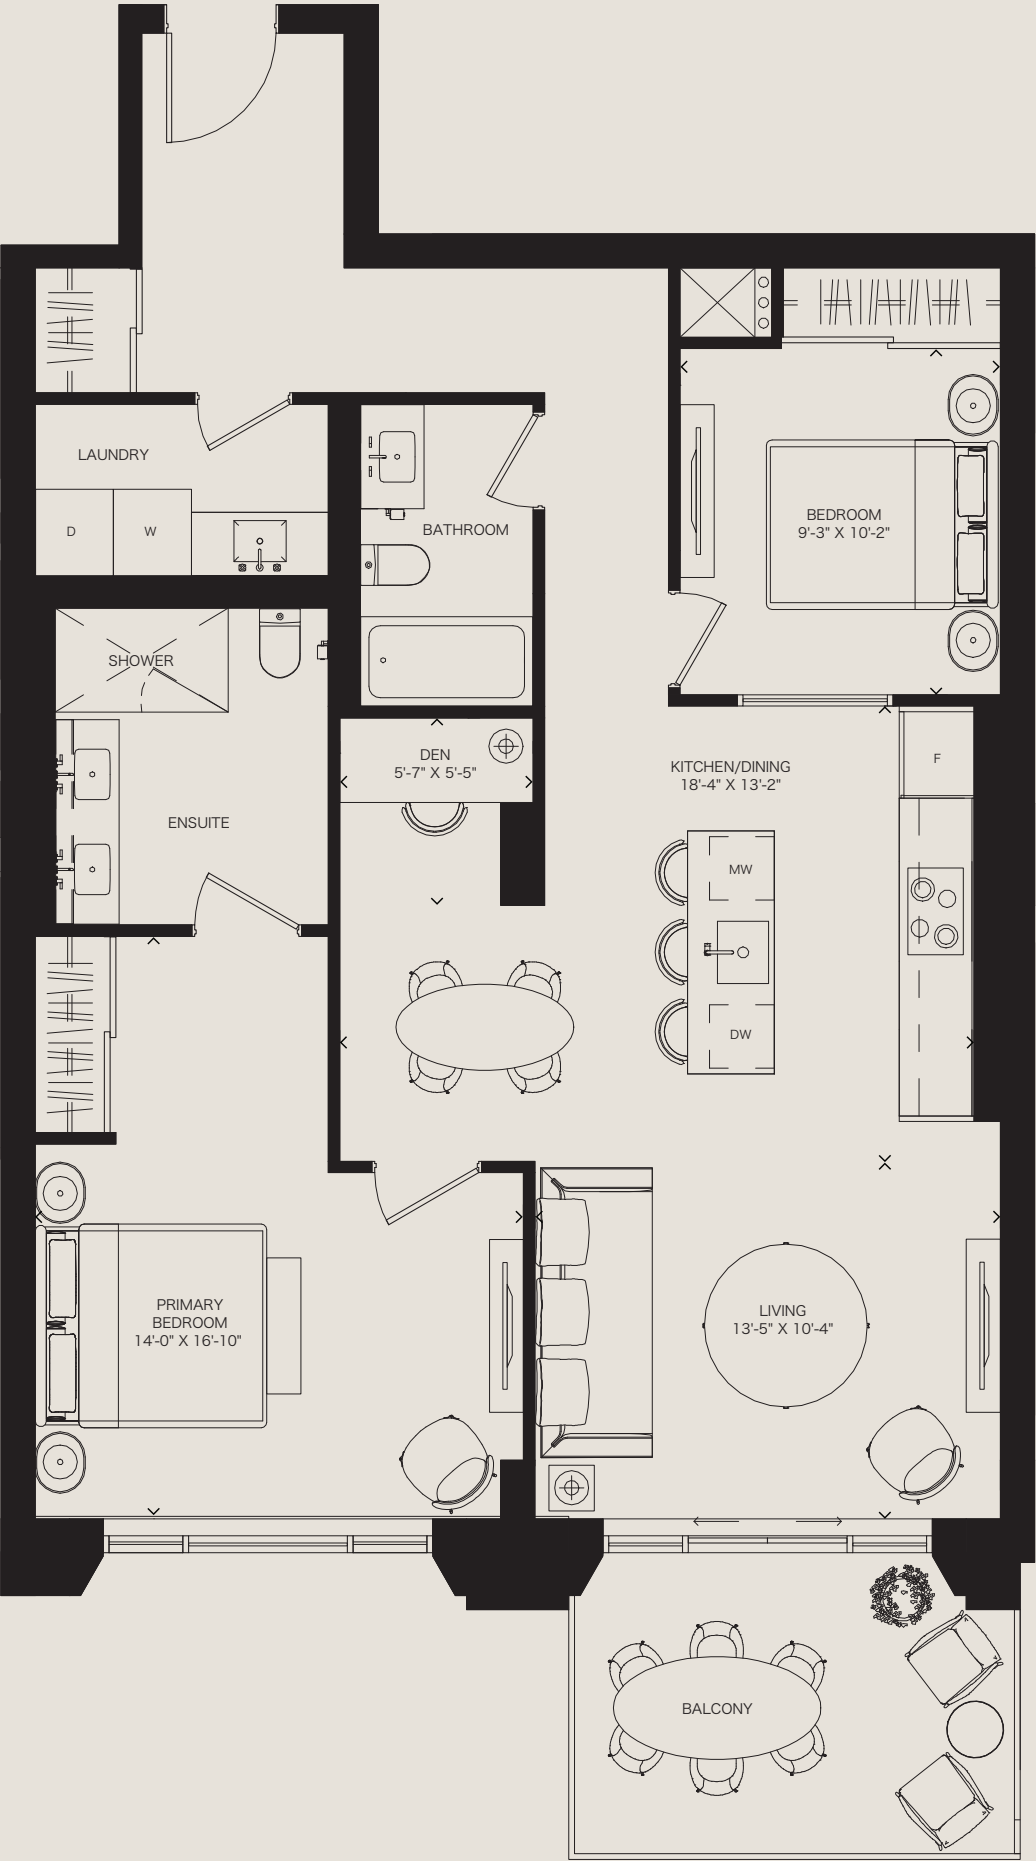 LAUNDRY
D
W
BATHROOM
BEDROOM
9'-3" X 10'-2"
SHOWER
DEN
5'-7" X 5'-5"
KITCHEN/DINING
18'-4" X 13'-2"
F
ENSUITE
MW
DW
PRIMARY
BEDROOM
14'-0" X 16'-10"
LIVING
13'-5" X 10'-4"
BALCONY